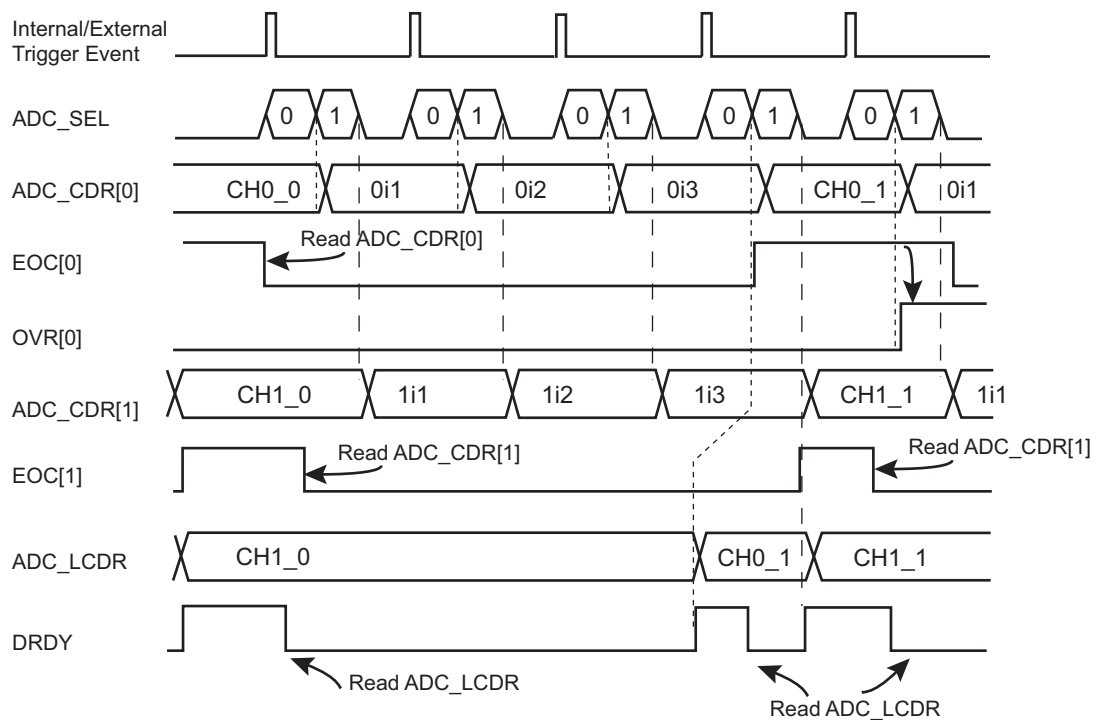 Internal/External
Trigger Event
ADC_SEL
0 1 0 1 0 1 0 1 0 1
ADC_CDR[0]
CH0_0 0i1 0i2 0i3 CH0_1 0i1
EOC[0]
Read ADC_CDR[0]
OVR[0]
ADC_CDR[1]
CH1_0 1i1 1i2 1i3 CH1_1 1i1
EOC[1]
Read ADC_CDR[1]
Read ADC_CDR[1]
ADC_LCDR
CH1_0 CH0_1 CH1_1
DRDY
Read ADC_LCDR
Read ADC_LCDR